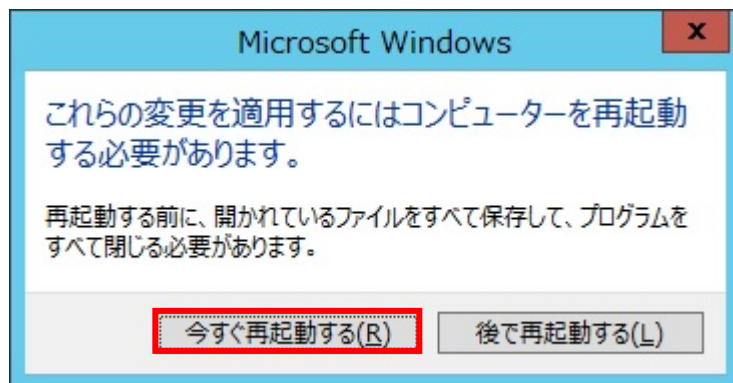 Microsoft Windows
x
これらの変更を適用するにはコンピューターを再起動
する必要があります。
再起動する前に、開かれているファイルをすべて保存して、プログラムを
すべて閉じる必要があります。
今すぐ再起動する(R) 後で再起動する(L)